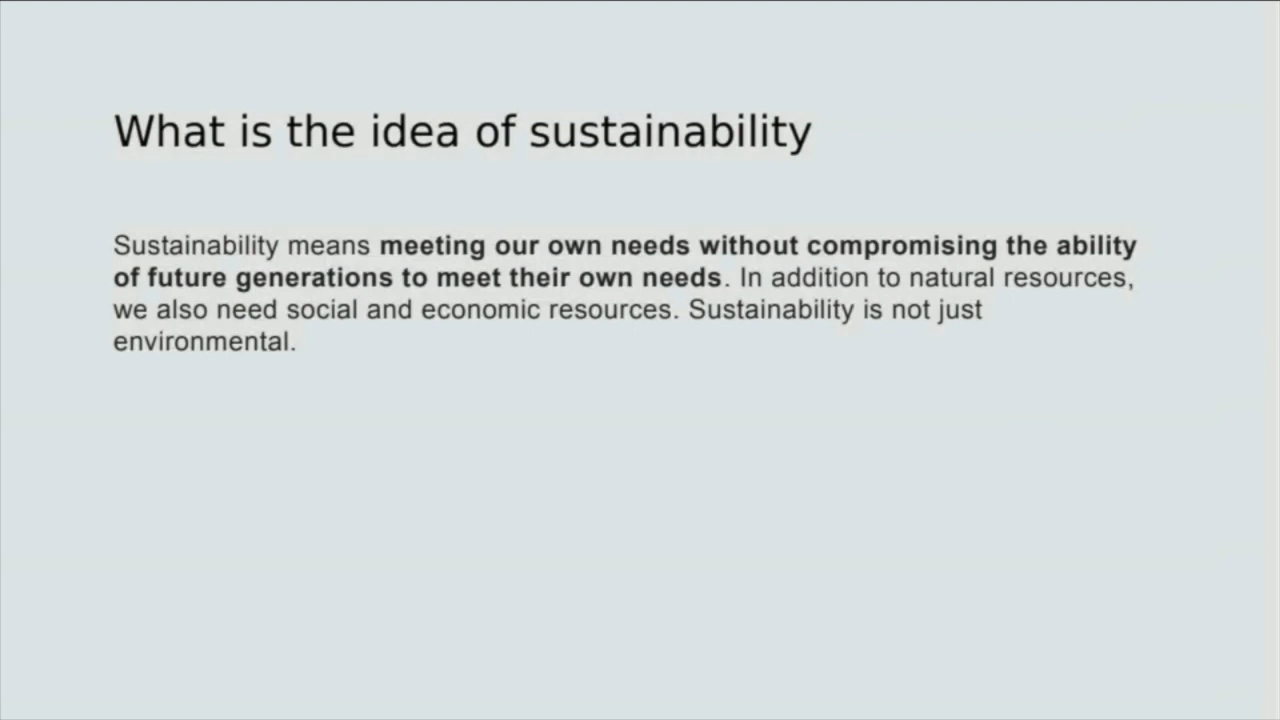 What is the idea of sustainability
Sustainability means meeting our own needs without compromising the ability
of future generations to meet their own needs. In addition to natural resources,
we also need social and economic resources. Sustainability is not just
environmental.